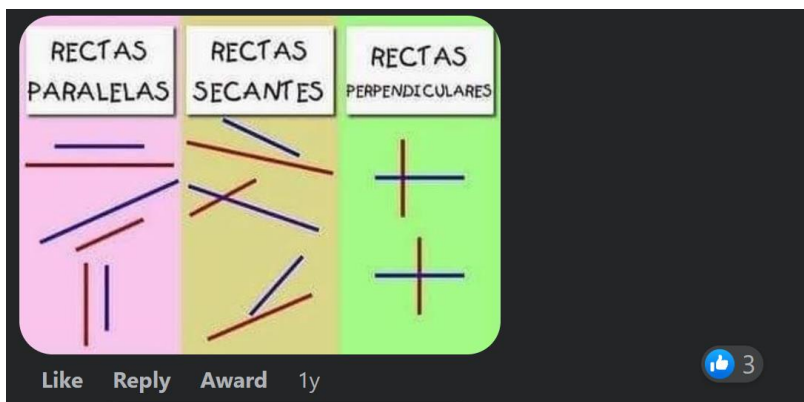 RECTAS
PARALELAS
RECTAS
SECANTES
RECTAS
PERPENDICULARES
Like Reply Award 1y
3